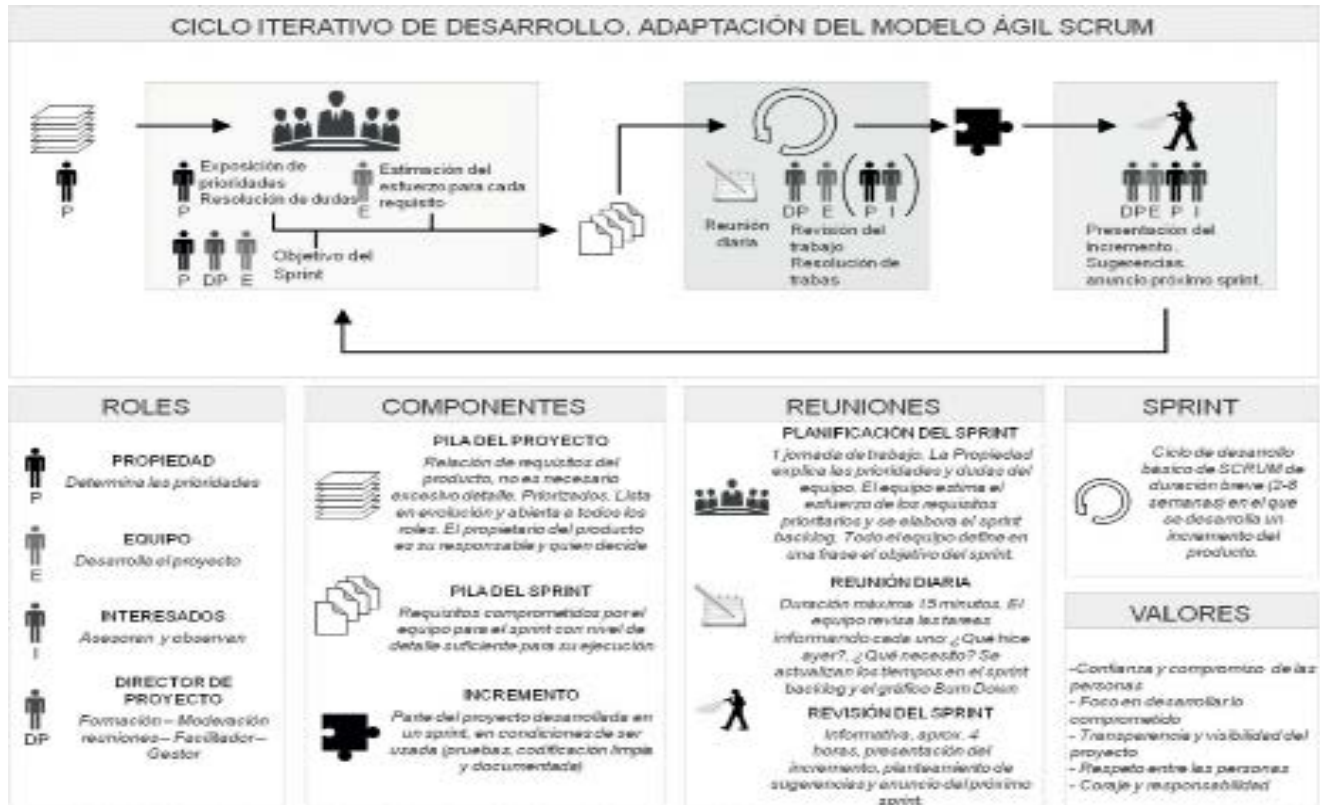 CICLO ITERATIVO DE DESARROLLO. ADAPTACIÓN DEL MODELO ÁGIL SCRUM
P
Exposición de
prioridades
Resolución de dudas
P
Estimación del
esfuerzo para cada
requisito
E
Objetivo del
Sprint
P DP E
Reunión
diaria
DP E ( P I )
Revisión del
trabajo
Resolución de
trabas
DP E P I
Presentación del
incremento.
Sugerencias.
anuncio próximo sprint.
ROLES
PROPIEDAD
Determina las prioridades
P
EQUIPO
Desarrolla el proyecto
E
INTERESADOS
Asesoran y observan
I
DIRECTOR DE
PROYECTO
Formación – Moderación
reuniones – Facilitador –
Gestor
DP
COMPONENTES
PILA DEL PROYECTO
Relación de requisitos del
producto, no es necesario
excesivo detalle. Priorizados. Lista
en evolución y abierta a todos los
roles. El propietario del producto
es su responsable y quien decide
PILA DEL SPRINT
Requisitos comprometidos por el
equipo para el sprint con nivel de
detalle suficiente para su ejecución
INCREMENTO
Parte del proyecto desarrollada en
un sprint, en condiciones de ser
usada (pruebas, codificación limpia
y documentada)
REUNIONES
PLANIFICACIÓN DEL SPRINT
1 jornada de trabajo. La Propiedad
explica las prioridades y dudas del
equipo. El equipo estima el
esfuerzo de los requisitos
prioritarios y se elabora el sprint
backlog. Todo el equipo define en
una frase el objetivo del sprint.
REUNIÓN DIARIA
Duración máxima 15 minutos. El
equipo revisa las tareas
informando cada uno: ¿Qué hice
ayer?, ¿Qué necesito? Se
actualizan los tiempos en el sprint
backlog y el gráfico Burn Down
REVISIÓN DEL SPRINT
Informativa, aprox. 4
horas, presentación del
incremento, planteamiento de
sugerencias y anuncio del próximo
sprint.
SPRINT
Ciclo de desarrollo
básico de SCRUM de
duración breve (2-8
semanas) en el que
se desarrolla un
incremento del
producto.
VALORES
-Confianza y compromiso de las
personas
- Foco en desarrollar lo
comprometido
- Transparencia y visibilidad del
proyecto
- Respeto entre las personas
- Coraje y responsabilidad